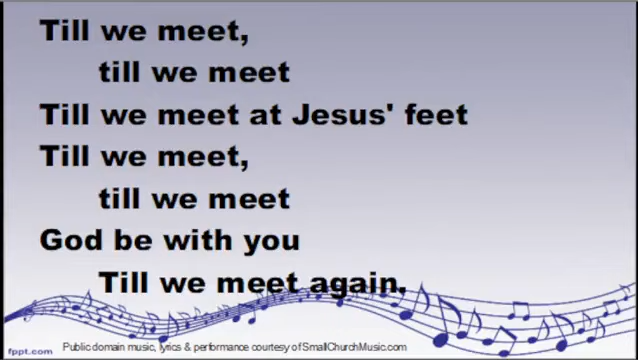 Till we meet,
till we meet
Till we meet at Jesus' feet
Till we meet,
till we meet
God be with you
Till we meet again.
Public domain music, lyrics & performance courtesy of SmallChurchMusic.com
fppt.com